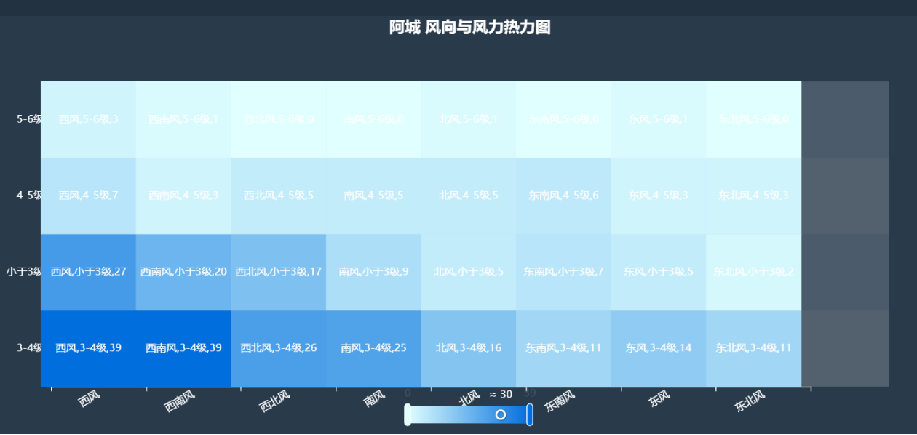 阿城 风向与风力热力图
5-6级 西风,5-6级,3 西南风,5-6级,1 西北风,5-6级,0 南风,5-6级,0 北风,5-6级,1 东南风,5-6级,0 东风,5-6级,1 东北风,5-6级,0
4-5级 西风,4-5级,7 西南风,4-5级,3 西北风,4-5级,5 南风,4-5级,5 北风,4-5级,5 东南风,4-5级,6 东风,4-5级,3 东北风,4-5级,3
小于3级 西风,小于3级,27 西南风,小于3级,20 西北风,小于3级,17 南风,小于3级,9 北风,小于3级,5 东南风,小于3级,7 东风,小于3级,5 东北风,小于3级,2
3-4级 西风,3-4级,39 西南风,3-4级,39 西北风,3-4级,26 南风,3-4级,25 北风,3-4级,16 东南风,3-4级,11 东风,3-4级,14 东北风,3-4级,11
西风 西南风 西北风 南风 北风 东南风 东风 东北风
≈ 30